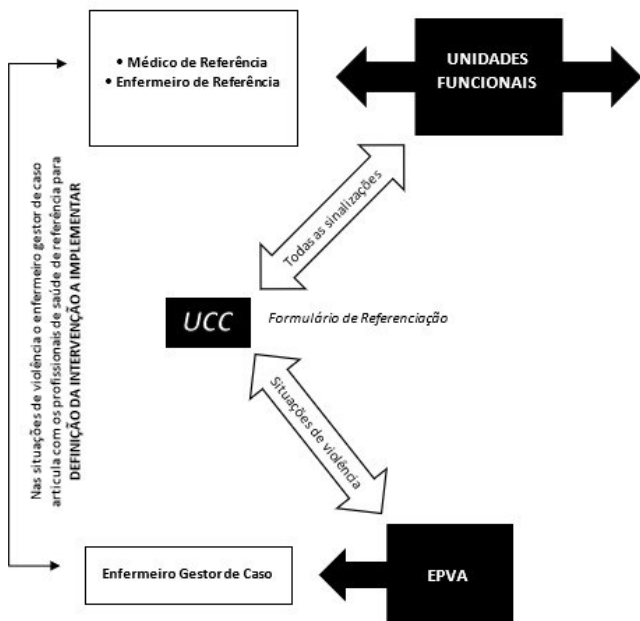 • Médico de Referência
• Enfermeiro de Referência
UNIDADES
FUNCIONAIS
Todas as sinalizações
Nas situações de violência o enfermeiro gestor de caso
articula com os profissionais de saúde de referência para
DEFINIÇÃO DA INTERVENÇÃO A IMPLEMENTAR
UCC
Formulário de Referenciação
Situações de violência
Enfermeiro Gestor de Caso
EPVA